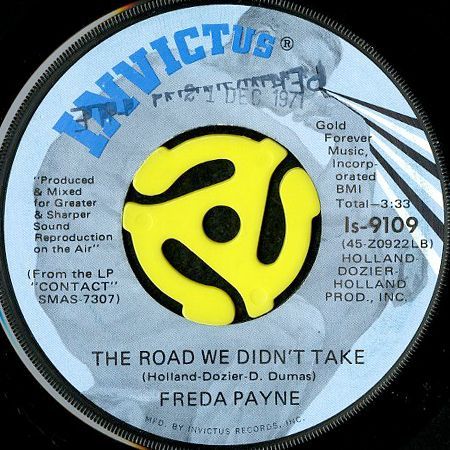 INVICTUS®
21 DEC 1971
"Produced
& Mixed
for Greater
& Sharper
Sound
Reproduction
on the Air"
(From the LP
"CONTACT"
SMAS-7307)
Gold
Forever
Music,
Incorp-
orated
BMI
Total—3:33
Is-9109
(45-Z0922LB)
HOLLAND
DOZIER-
HOLLAND
PROD., INC.
THE ROAD WE DIDN'T TAKE
(Holland-Dozier-D. Dumas)
FREDA PAYNE
MFD. BY INVICTUS RECORDS, INC.